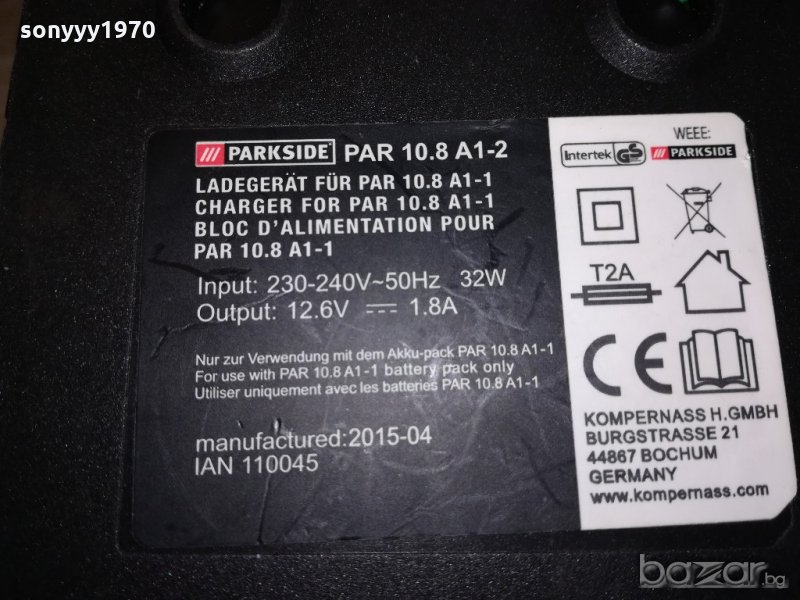 sonyyy1970
PARKSIDE PAR 10.8 A1-2
LADEGERÄT FÜR PAR 10.8 A1-1
CHARGER FOR PAR 10.8 A1-1
BLOC D'ALIMENTATION POUR
PAR 10.8 A1-1
Input: 230-240V~50Hz 32W
Output: 12.6V ⎓ 1.8A
Nur zur Verwendung mit dem Akku-pack PAR 10.8 A1-1
For use with PAR 10.8 A1-1 battery pack only
Utiliser uniquement avec les batteries PAR 10.8 A1-1
manufactured:2015-04
IAN 110045
WEEE:
Intertek GS PARKSIDE
T2A
CE
KOMPERNASS H.GMBH
BURGSTRASSE 21
44867 BOCHUM
GERMANY
www.kompernass.com
bazar.bg